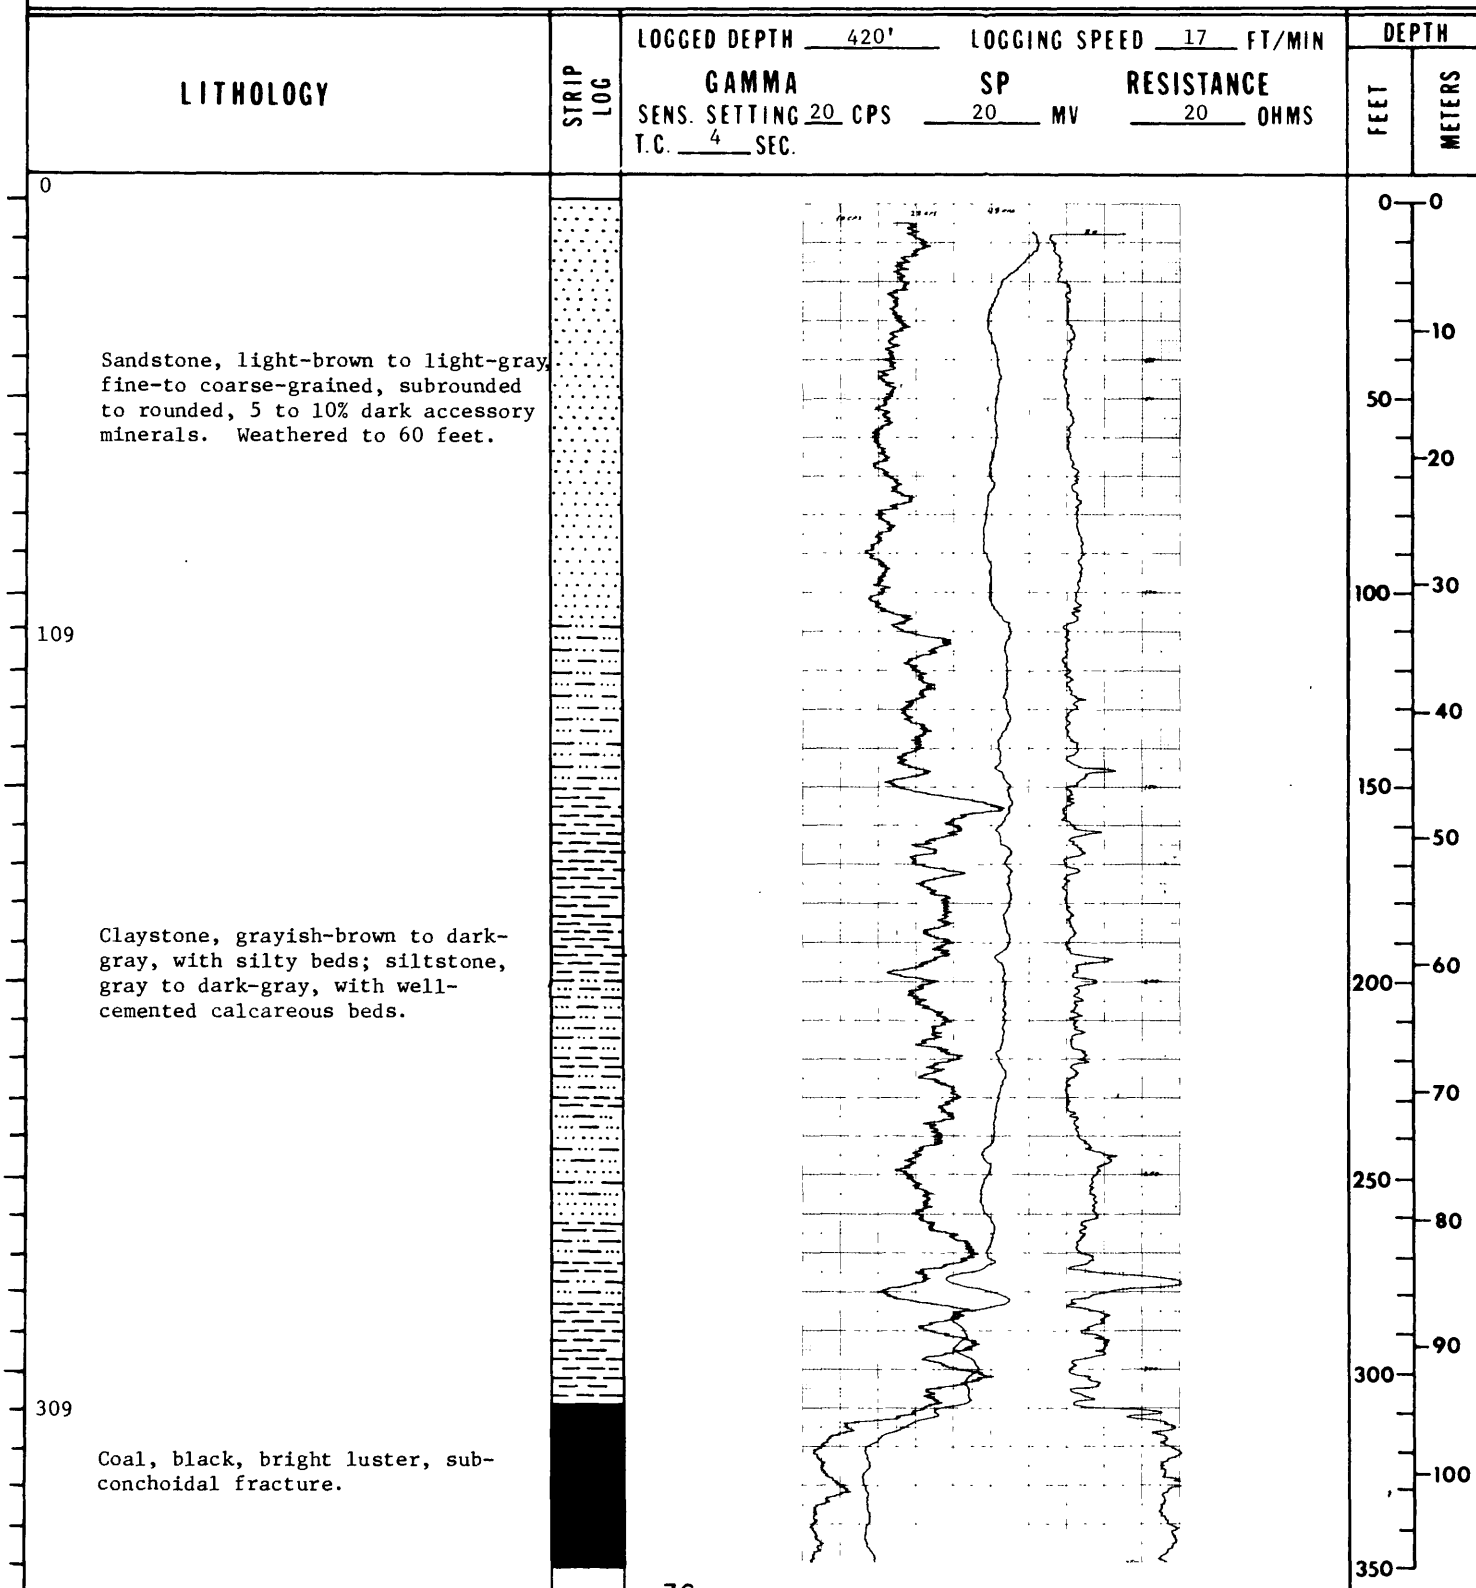 LOGGED DEPTH 420' LOGGING SPEED 17 FT/MIN
DEPTH
LITHOLOGY
STRIP LOG
GAMMA SP RESISTANCE
SENS. SETTING 20 CPS 20 MV 20 OHMS
T.C. 4 SEC.
FEET
METERS
0
0 0
10
Sandstone, light-brown to light-gray,
fine-to coarse-grained, subrounded
to rounded, 5 to 10% dark accessory
minerals. Weathered to 60 feet.
50
20
100
30
109
40
150
50
Claystone, grayish-brown to dark-
gray, with silty beds; siltstone,
gray to dark-gray, with well-
cemented calcareous beds.
60
200
70
250
80
90
300
309
Coal, black, bright luster, sub-
conchoidal fracture.
100
350